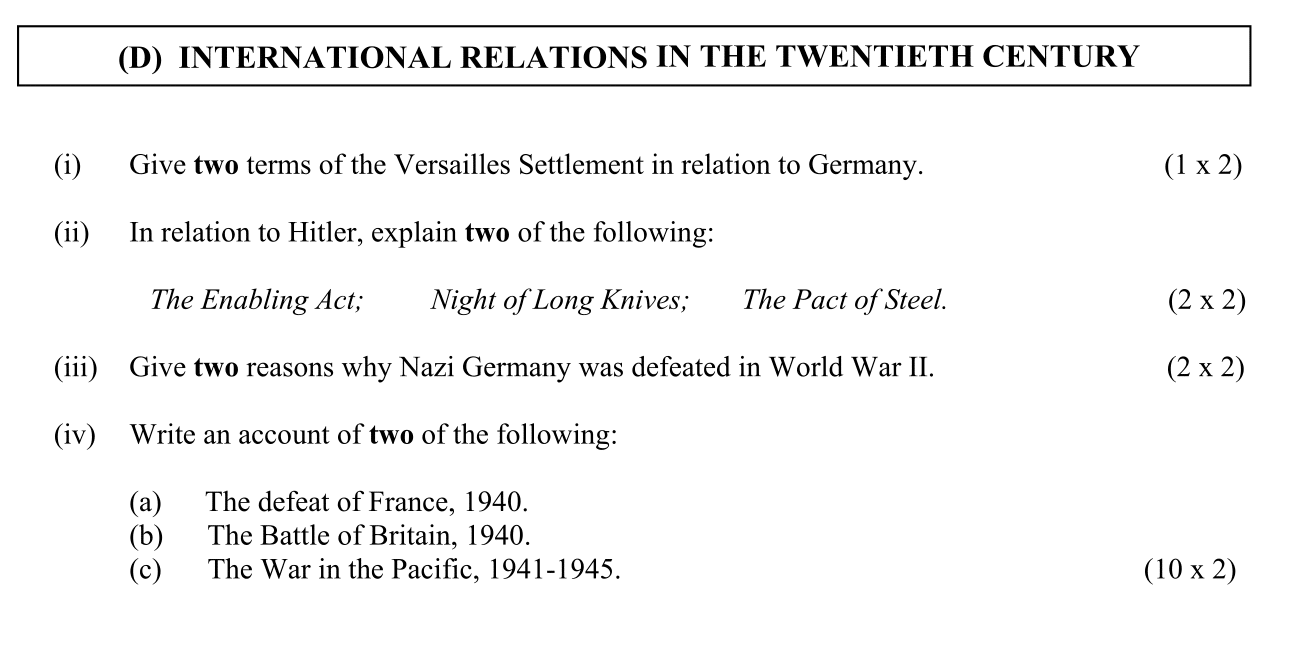 (D) INTERNATIONAL RELATIONS IN THE TWENTIETH CENTURY
(i) Give two terms of the Versailles Settlement in relation to Germany. (1 x 2)
(ii) In relation to Hitler, explain two of the following:
The Enabling Act; Night of Long Knives; The Pact of Steel. (2 x 2)
(iii) Give two reasons why Nazi Germany was defeated in World War II. (2 x 2)
(iv) Write an account of two of the following:
(a) The defeat of France, 1940.
(b) The Battle of Britain, 1940.
(c) The War in the Pacific, 1941-1945. (10 x 2)